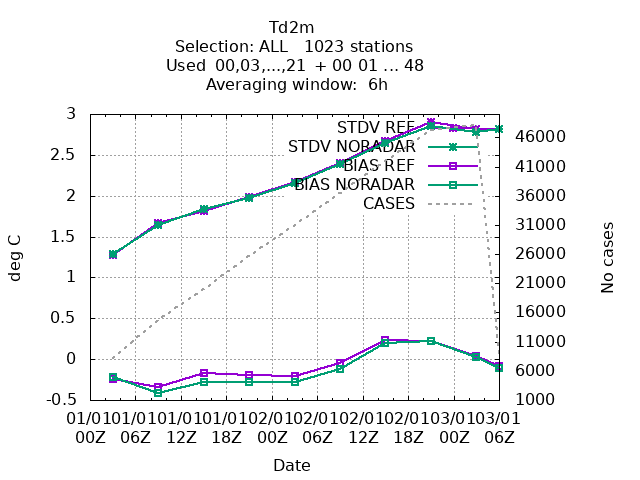 Td2m
Selection: ALL   1023 stations
Used  00,03,...,21  + 00 01 ... 48
Averaging window:  6h
STDV REF
STDV NORADAR
BIAS REF
BIAS NORADAR
CASES
deg C
3
2.5
2
1.5
1
0.5
0
-0.5
46000
41000
36000
31000
26000
21000
16000
11000
6000
1000
No cases
01/01 01/01 01/01 01/01 02/01 02/01 02/01 02/01 03/01 03/01
00Z 06Z 12Z 18Z 00Z 06Z 12Z 18Z 00Z 06Z
Date